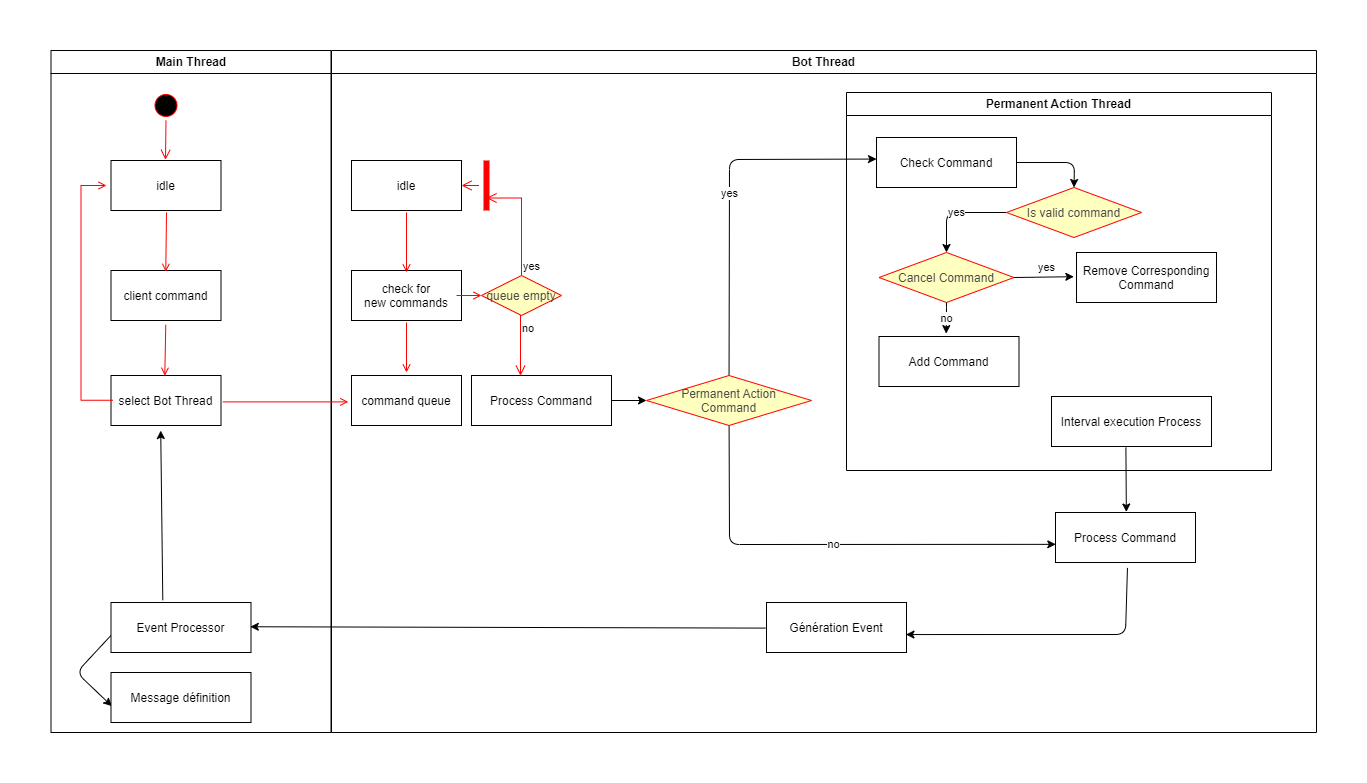 Main Thread
Bot Thread
Permanent Action Thread
Check Command
yes
idle
idle
Is valid command
yes
Cancel Command
yes
Remove Corresponding
Command
yes
client command
check for
new commands
queue empty
no
no
Add Command
select Bot Thread
command queue
Process Command
Permanent Action
Command
Interval execution Process
Process Command
no
Event Processor
Génération Event
Message définition